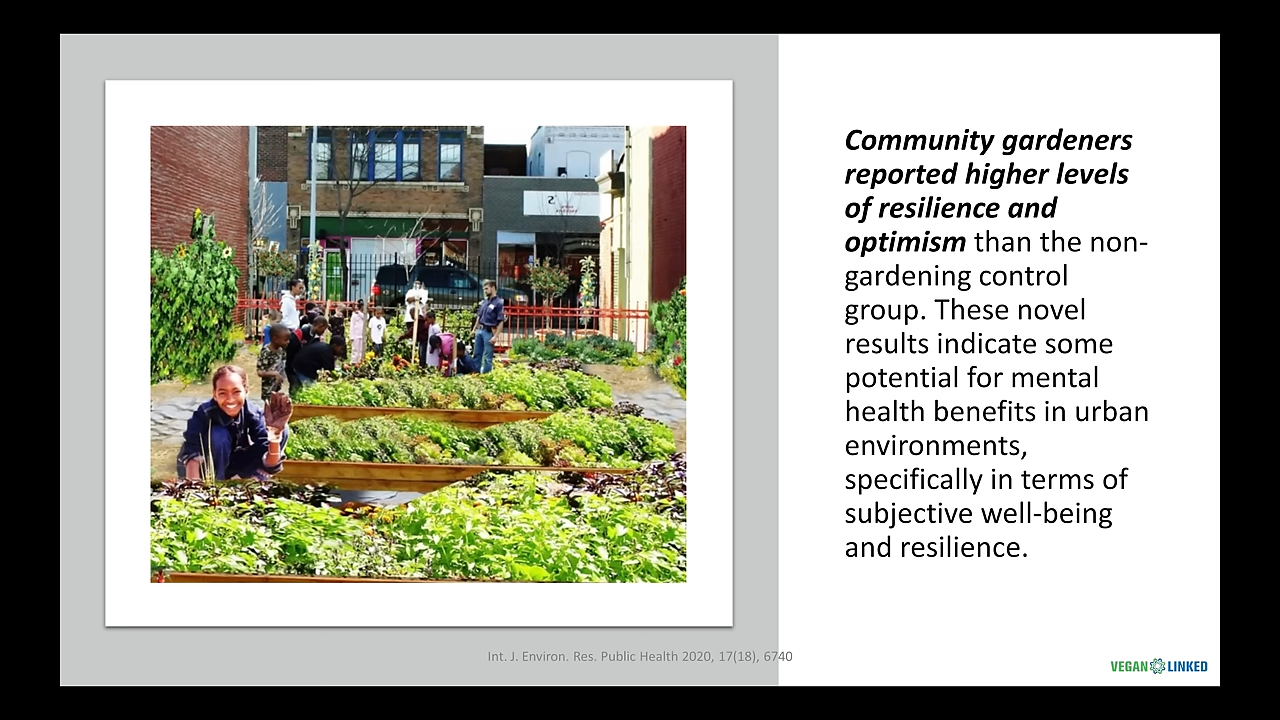 Community gardeners
reported higher levels
of resilience and
optimism than the non-
gardening control
group. These novel
results indicate some
potential for mental
health benefits in urban
environments,
specifically in terms of
subjective well-being
and resilience.
Int. J. Environ. Res. Public Health 2020, 17(18), 6740
VEGAN LINKED